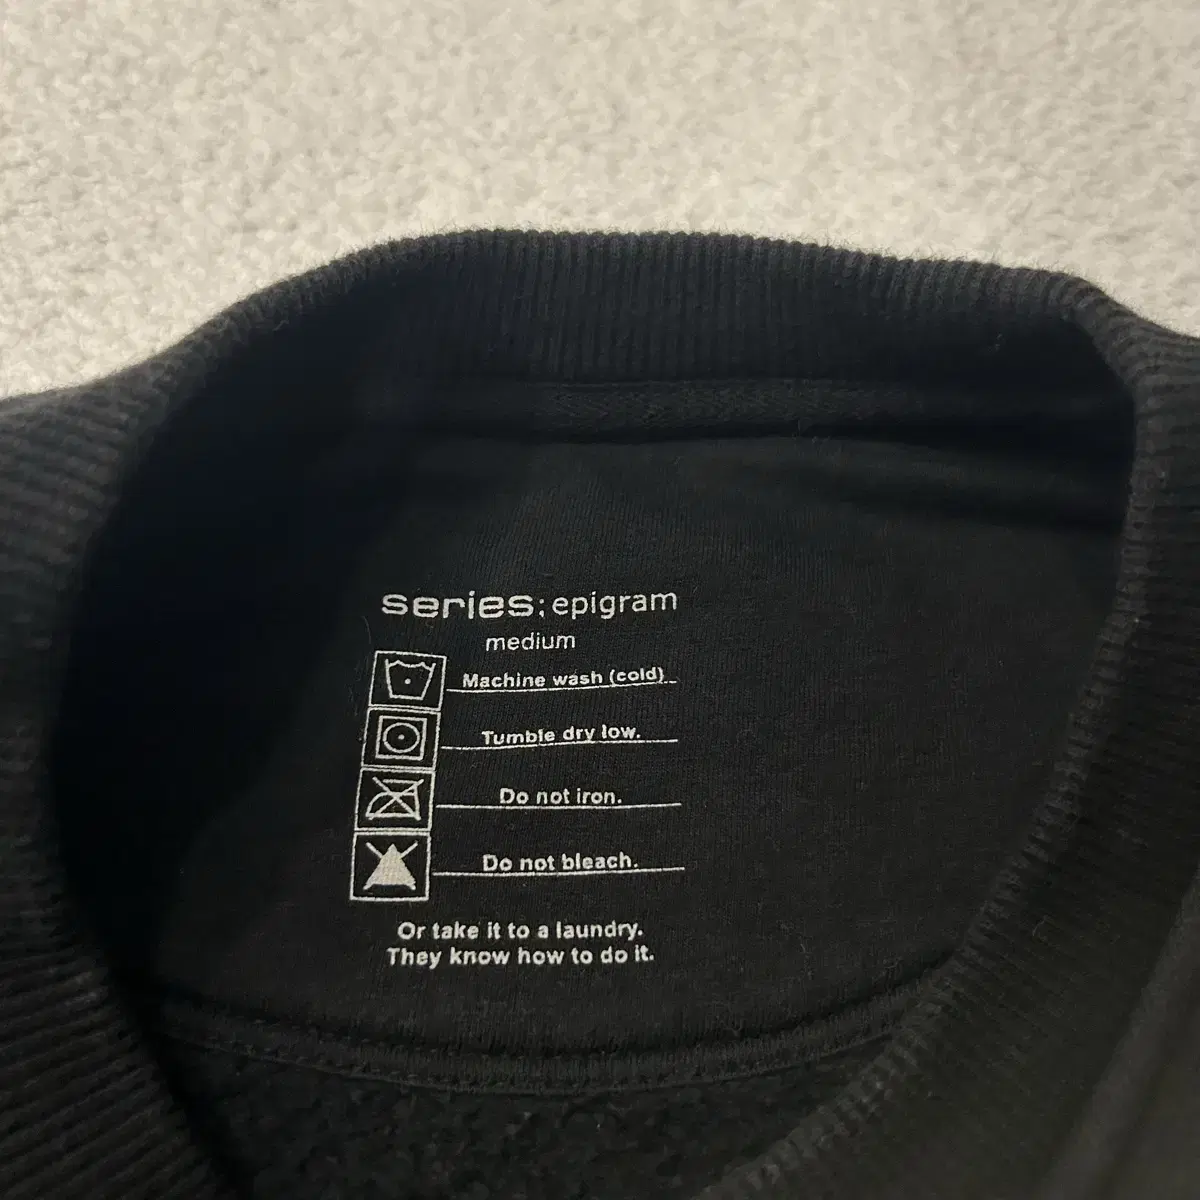 series; epigram
medium
Machine wash (cold)
Tumble dry low.
Do not iron.
Do not bleach.
Or take it to a laundry.
They know how to do it.